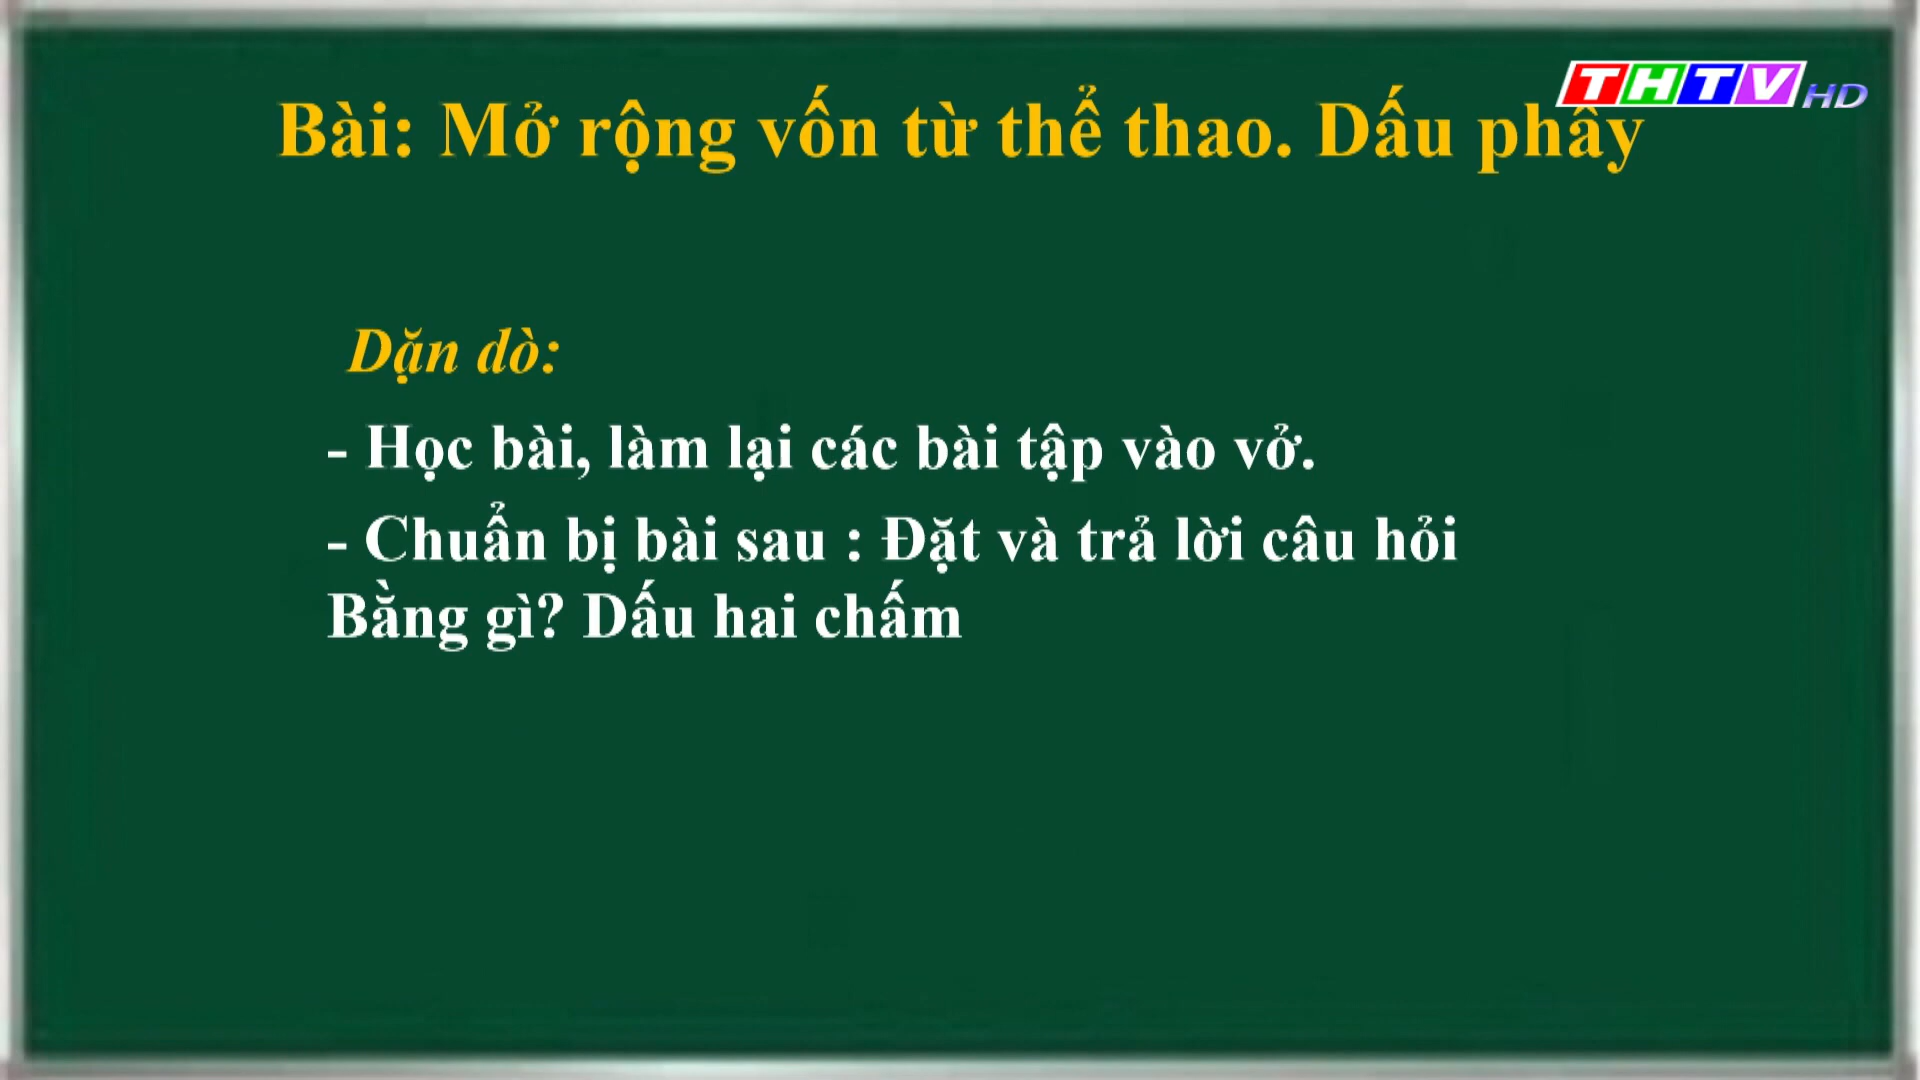 THTV HD
Bài: Mở rộng vốn từ thể thao. Dấu phẩy
Dặn dò:
- Học bài, làm lại các bài tập vào vở.
- Chuẩn bị bài sau : Đặt và trả lời câu hỏi
Bằng gì? Dấu hai chấm